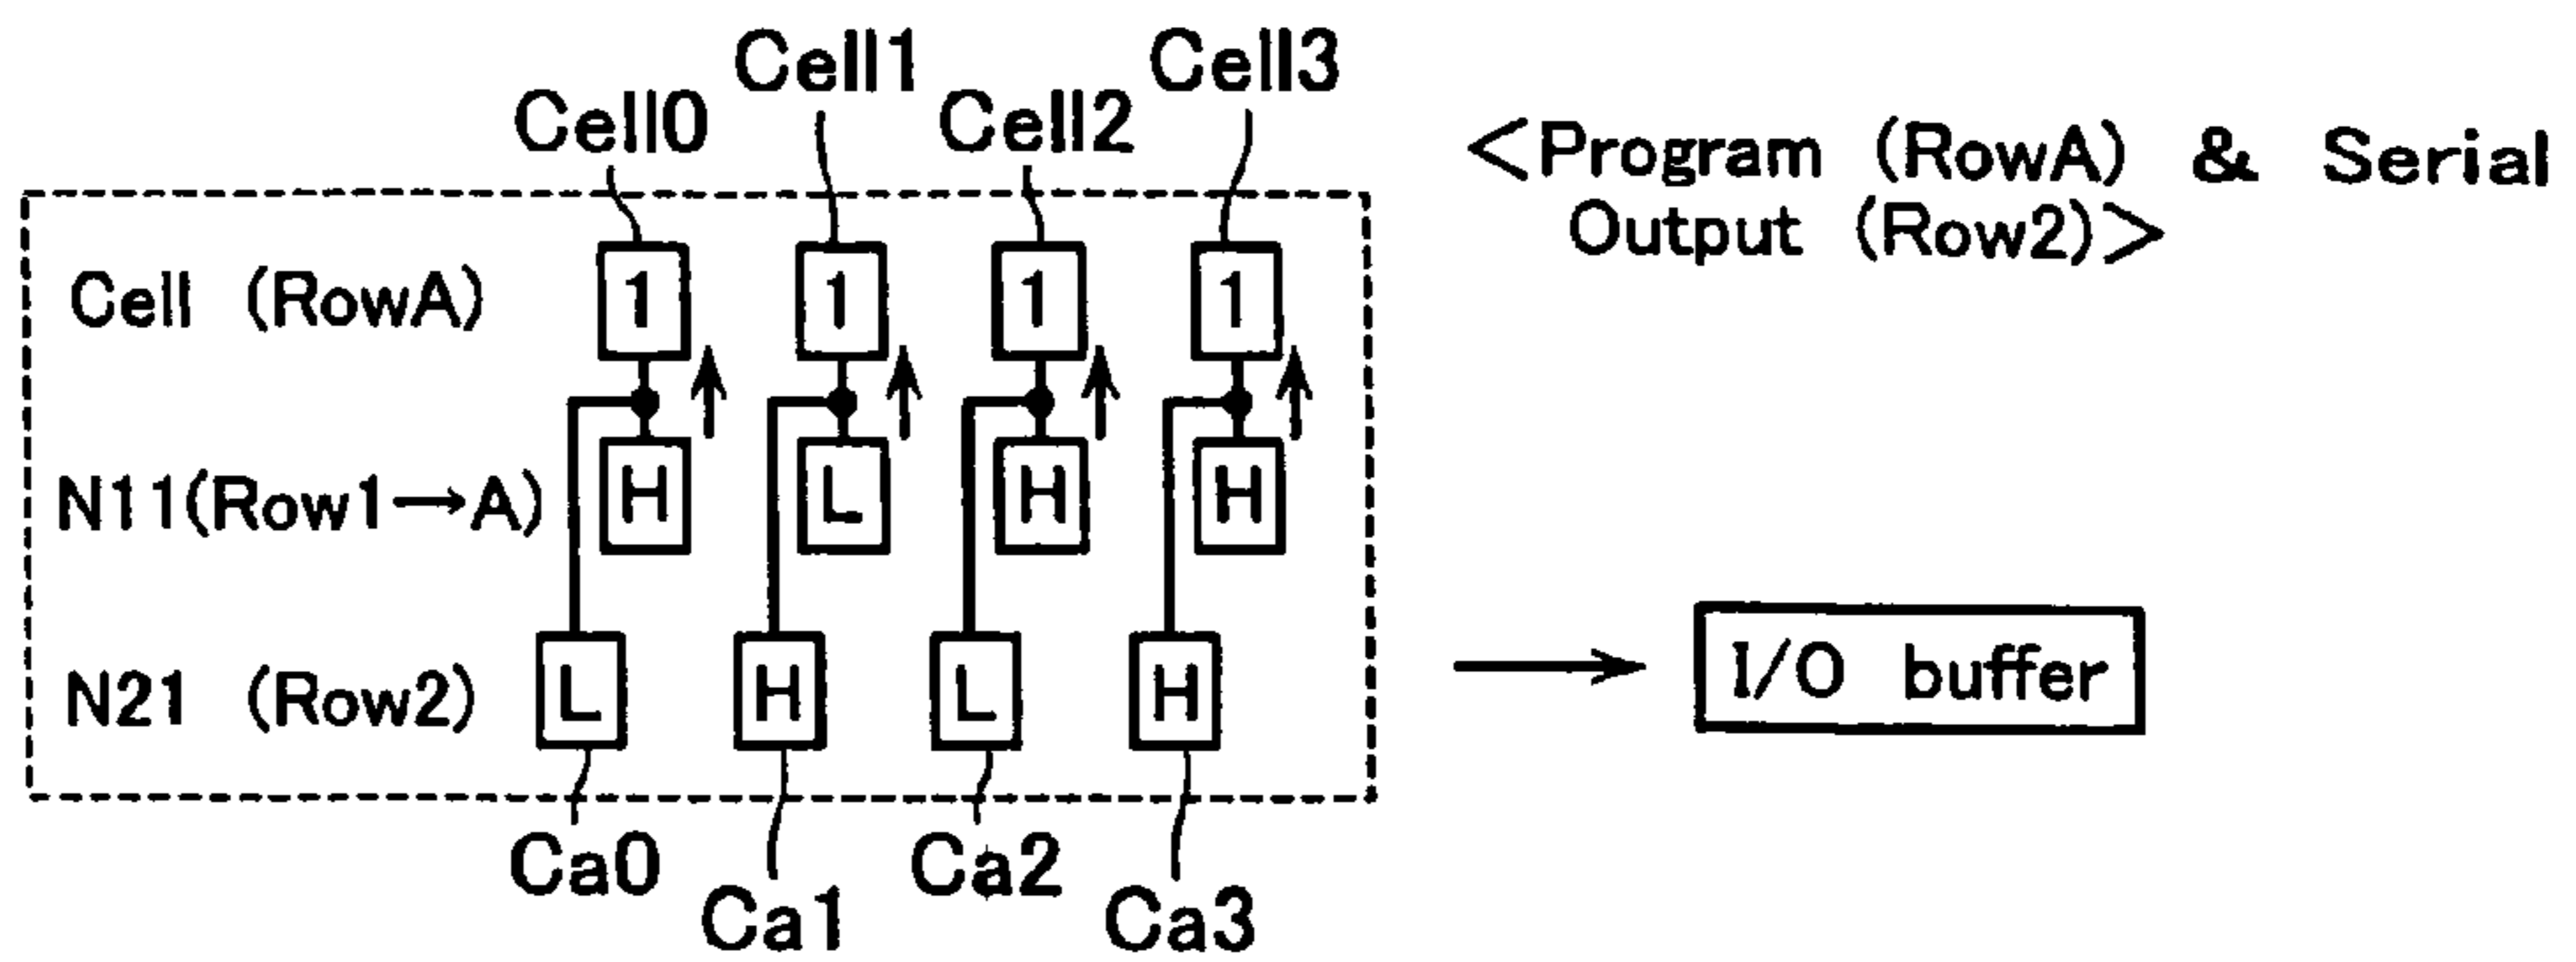 Cell0 Cell1 Cell2 Cell3
<Program (RowA) & Serial
Output (Row2)>
Cell (RowA) 1 1 1 1
N11(Row1→A) H L H H
N21 (Row2) L H L H
I/O buffer
Ca0 Ca1 Ca2 Ca3